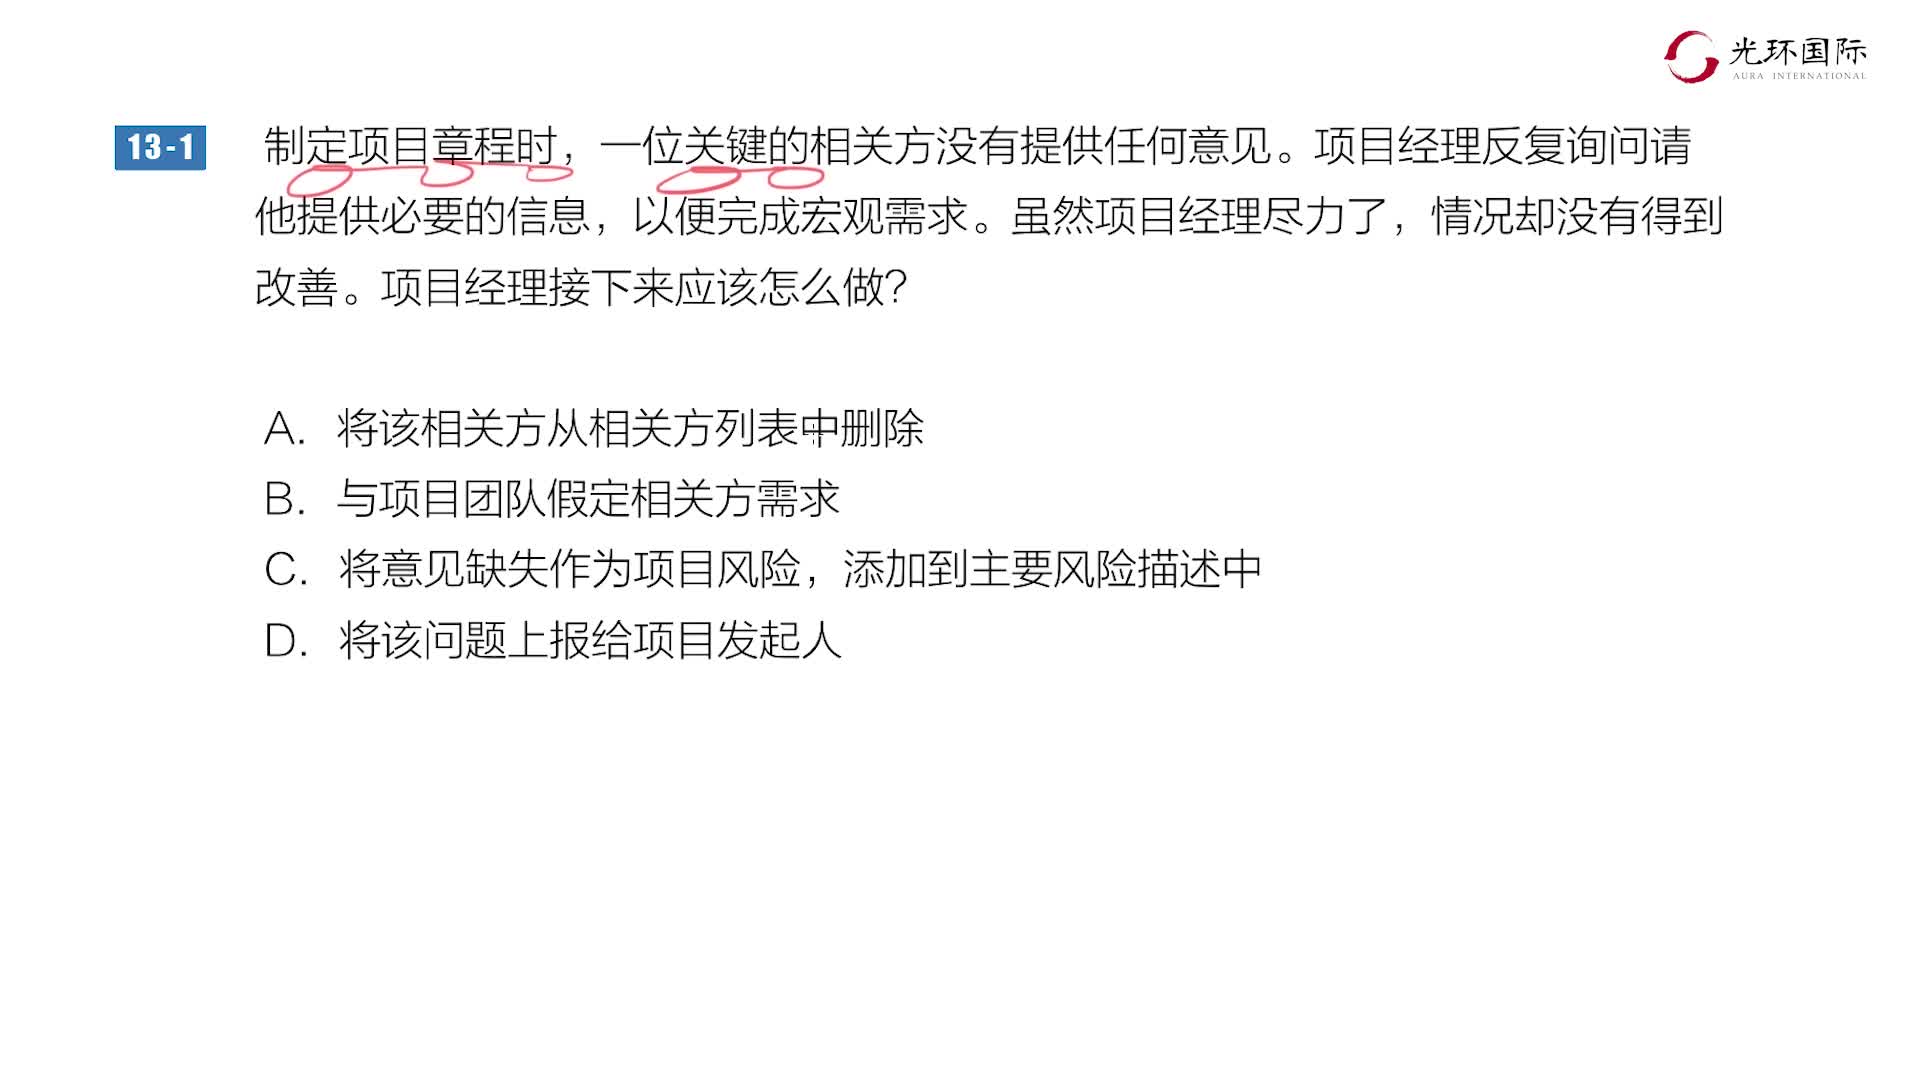 光环国际
AURA INTERNATIONAL
13-1 制定项目章程时，一位关键的相关方没有提供任何意见。项目经理反复询问请
他提供必要的信息，以便完成宏观需求。虽然项目经理尽力了，情况却没有得到
改善。项目经理接下来应该怎么做？
A. 将该相关方从相关方列表中删除
B. 与项目团队假定相关方需求
C. 将意见缺失作为项目风险，添加到主要风险描述中
D. 将该问题上报给项目发起人